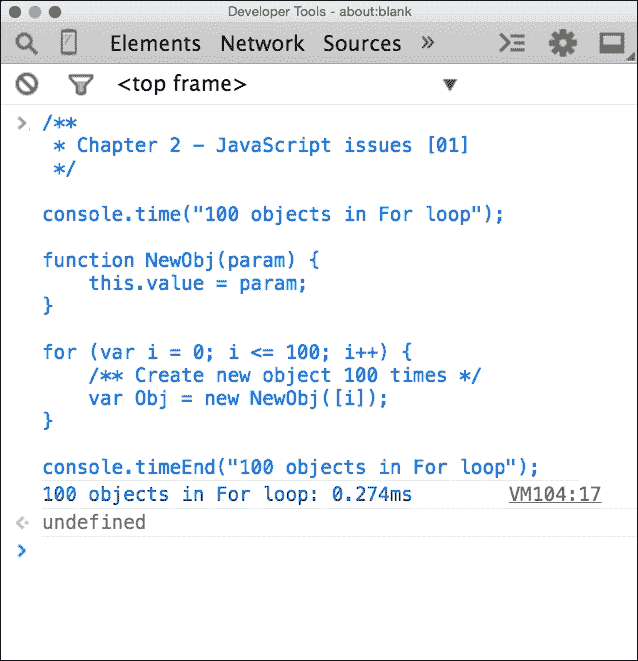 Developer Tools - about:blank
Elements Network Sources »
<top frame>
/**
 * Chapter 2 - JavaScript issues [01]
 */
console.time("100 objects in For loop");
function NewObj(param) {
    this.value = param;
}
for (var i = 0; i <= 100; i++) {
    /** Create new object 100 times */
    var Obj = new NewObj([i]);
}
console.timeEnd("100 objects in For loop");
100 objects in For loop: 0.274ms VM104:17
undefined